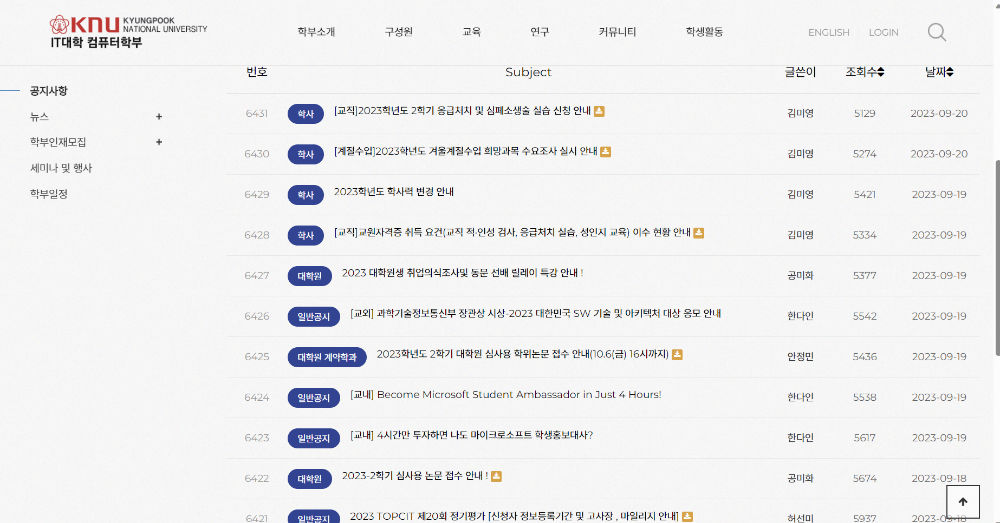 KNU KYUNGPOOK NATIONAL UNIVERSITY
IT대학 컴퓨터학부
학부소개 구성원 교육 연구 커뮤니티 학생활동 ENGLISH LOGIN
공지사항
뉴스 +
학부인재모집 +
세미나 및 행사
학부일정
번호 Subject 글쓴이 조회수 날짜
6431 학사 [교직]2023학년도 2학기 응급처치 및 심폐소생술 실습 신청 안내 김미영 5129 2023-09-20
6430 학사 [계절수업]2023학년도 겨울계절수업 희망과목 수요조사 실시 안내 김미영 5274 2023-09-20
6429 학사 2023학년도 학사력 변경 안내 김미영 5421 2023-09-19
6428 학사 [교직]교원자격증 취득 요건(교직 적·인성 검사, 응급처치 실습, 성인지 교육) 이수 현황 안내 김미영 5334 2023-09-19
6427 대학원 2023 대학원생 취업의식조사및 동문 선배 릴레이 특강 안내 ! 공미화 5377 2023-09-19
6426 일반공지 [교외] 과학기술정보통신부 장관상 시상-2023 대한민국 SW 기술 및 아키텍처 대상 응모 안내 한다인 5542 2023-09-19
6425 대학원 계약학과 2023학년도 2학기 대학원 심사용 학위논문 접수 안내(10.6(금) 16시까지) 안정민 5436 2023-09-19
6424 일반공지 [교내] Become Microsoft Student Ambassador in Just 4 Hours! 한다인 5538 2023-09-19
6423 일반공지 [교내] 4시간만 투자하면 나도 마이크로소프트 학생홍보대사? 한다인 5617 2023-09-19
6422 대학원 2023-2학기 심사용 논문 접수 안내 ! 공미화 5674 2023-09-18
6421 일반공지 2023 TOPCIT 제20회 정기평가 [신청자 정보등록기간 및 고사장 , 마일리지 안내] 허선미 5937 2023-09-18